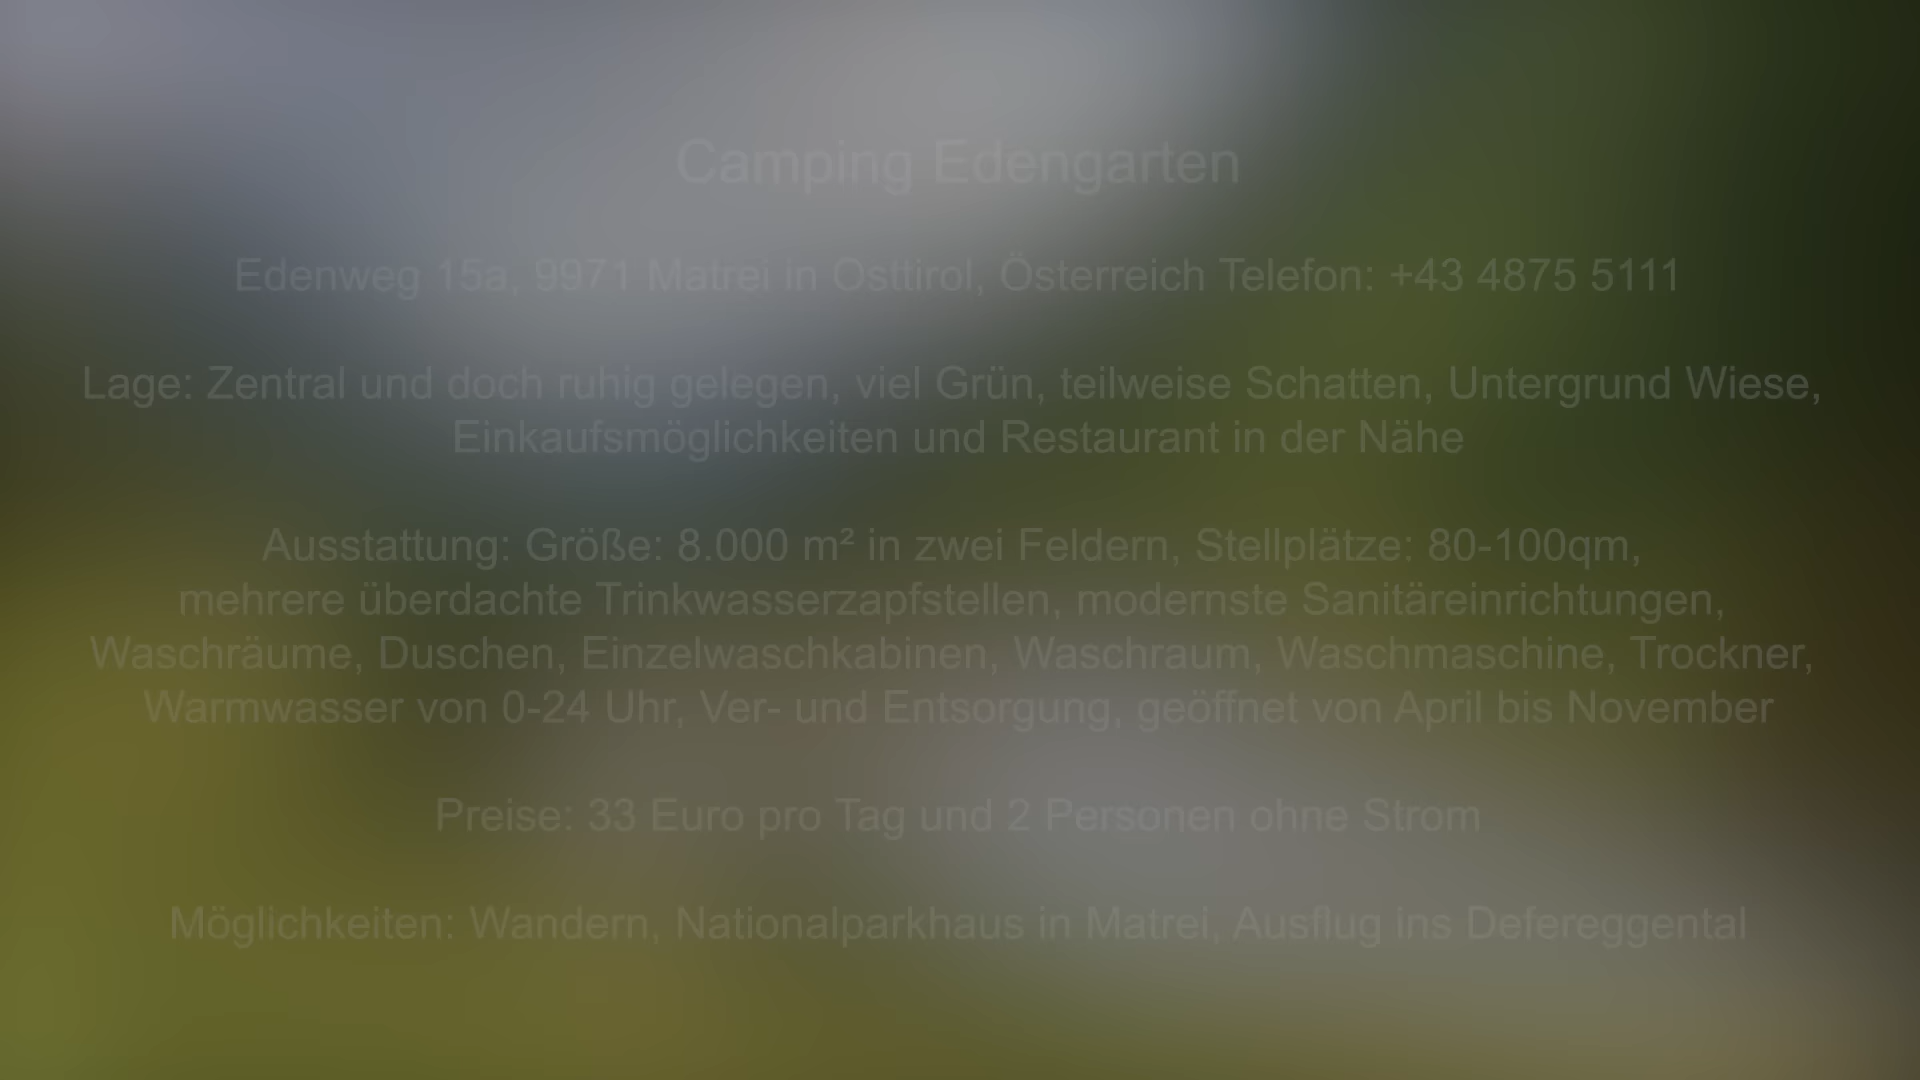 Camping Edengarten
Edenweg 15a, 9971 Matrei in Osttirol, Österreich Telefon: +43 4875 5111
Lage: Zentral und doch ruhig gelegen, viel Grün, teilweise Schatten, Untergrund Wiese,
Einkaufsmöglichkeiten und Restaurant in der Nähe
Ausstattung: Größe: 8.000 m² in zwei Feldern, Stellplätze: 80-100qm,
mehrere überdachte Trinkwasserzapfstellen, modernste Sanitäreinrichtungen,
Waschräume, Duschen, Einzelwaschkabinen, Waschraum, Waschmaschine, Trockner,
Warmwasser von 0-24 Uhr, Ver- und Entsorgung, geöffnet von April bis November
Preise: 33 Euro pro Tag und 2 Personen ohne Strom
Möglichkeiten: Wandern, Nationalparkhaus in Matrei, Ausflug ins Defereggental